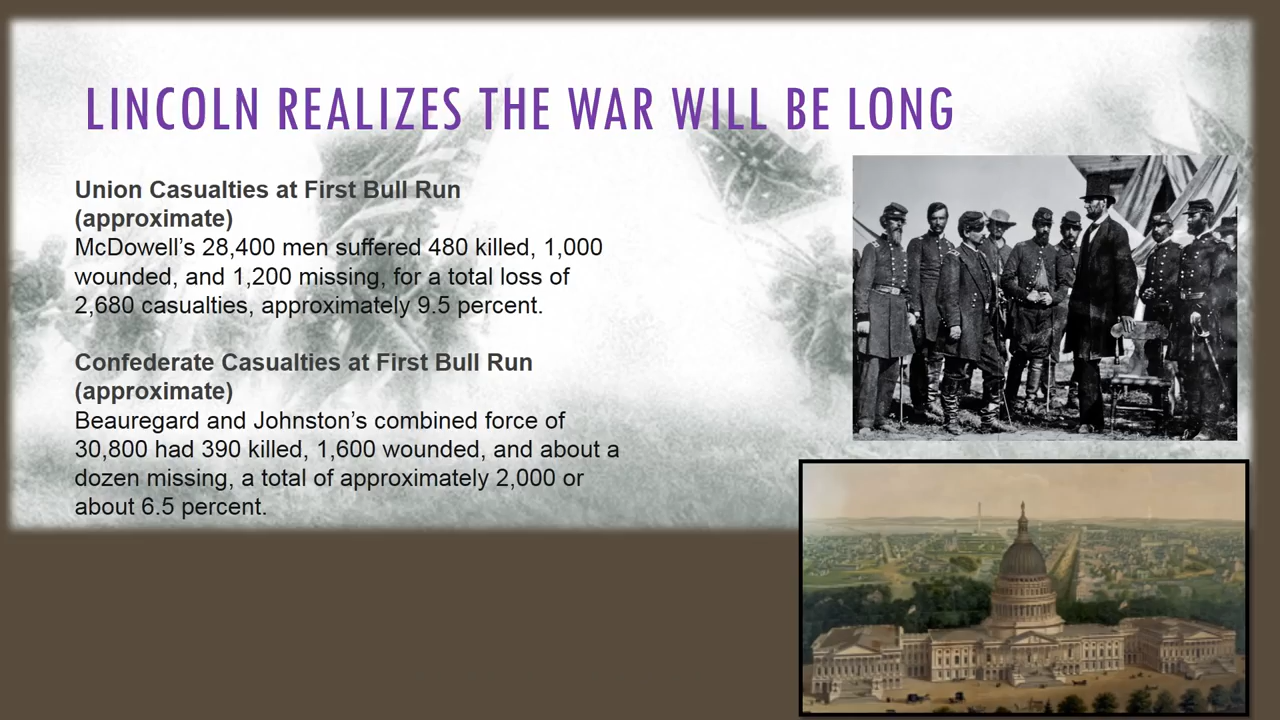 LINCOLN REALIZES THE WAR WILL BE LONG
Union Casualties at First Bull Run
(approximate)
McDowell’s 28,400 men suffered 480 killed, 1,000
wounded, and 1,200 missing, for a total loss of
2,680 casualties, approximately 9.5 percent.
Confederate Casualties at First Bull Run
(approximate)
Beauregard and Johnston’s combined force of
30,800 had 390 killed, 1,600 wounded, and about a
dozen missing, a total of approximately 2,000 or
about 6.5 percent.